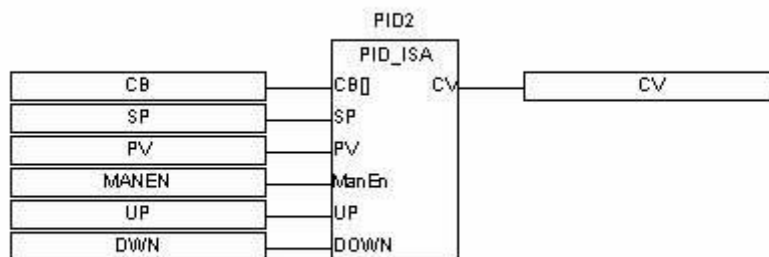 PID2
PID_ISA
CB CB[] CV CV
SP SP
PV PV
MANEN ManEn
UP UP
DWN DOWN